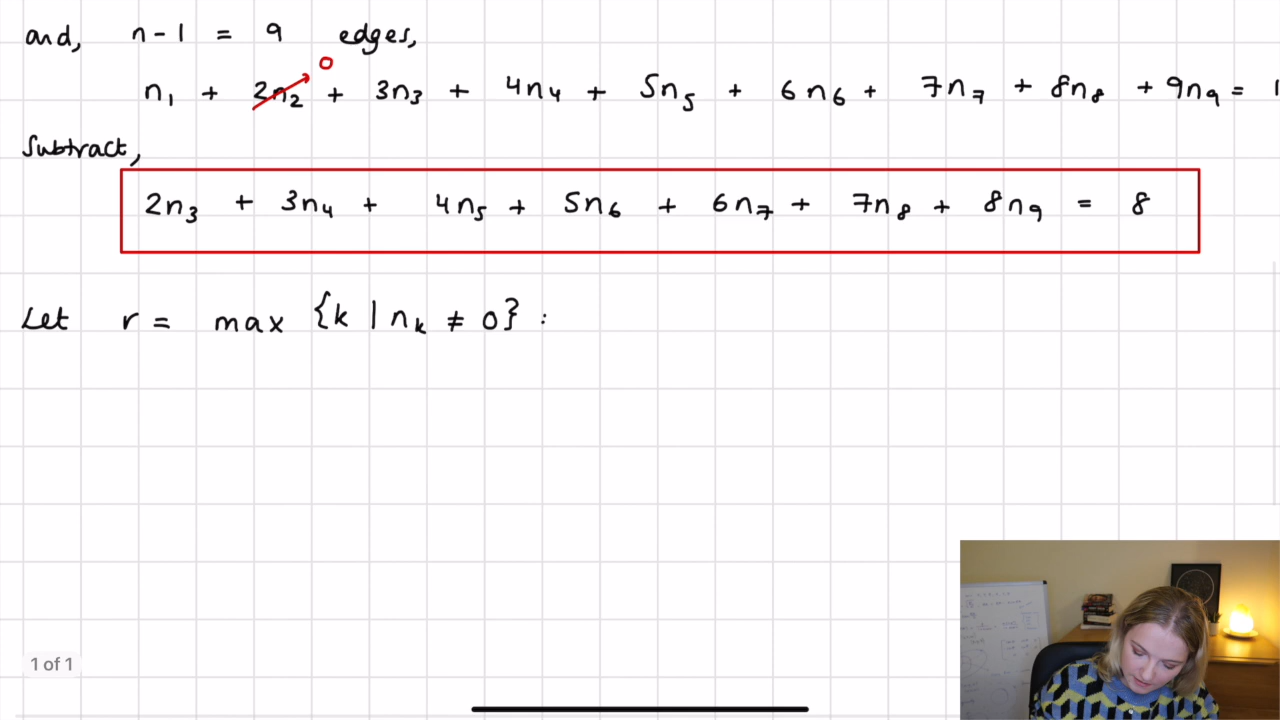 and, n-1 = 9 edges,
0
n₁ + 2n₂ + 3n₃ + 4n₄ + 5n₅ + 6n₆ + 7n₇ + 8n₈ + 9n₉ = 1
Subtract,
2n₃ + 3n₄ + 4n₅ + 5n₆ + 6n₇ + 7n₈ + 8n₉ = 8
Let r = max {k | nₖ ≠ 0} :
1 of 1